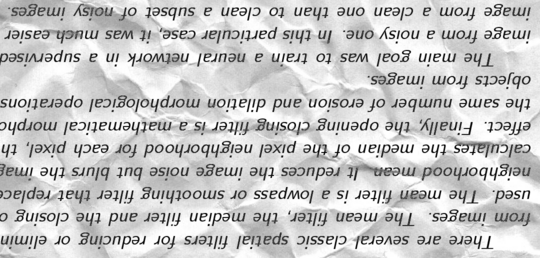 There are several classic spatial filters for reducing or elimin
from images. The mean filter, the median filter and the closing o
used. The mean filter is a lowpass or smoothing filter that replace
neighborhood mean. It reduces the image noise but blurs the imag
calculates the median of the pixel neighborhood for each pixel, th
effect. Finally, the opening closing filter is a mathematical morpho
the same number of erosion and dilation morphological operations
objects from images.
The main goal was to train a neural network in a supervised
image from a noisy one. In this particular case, it was much easier
image from a clean one than to clean a subset of noisy images.